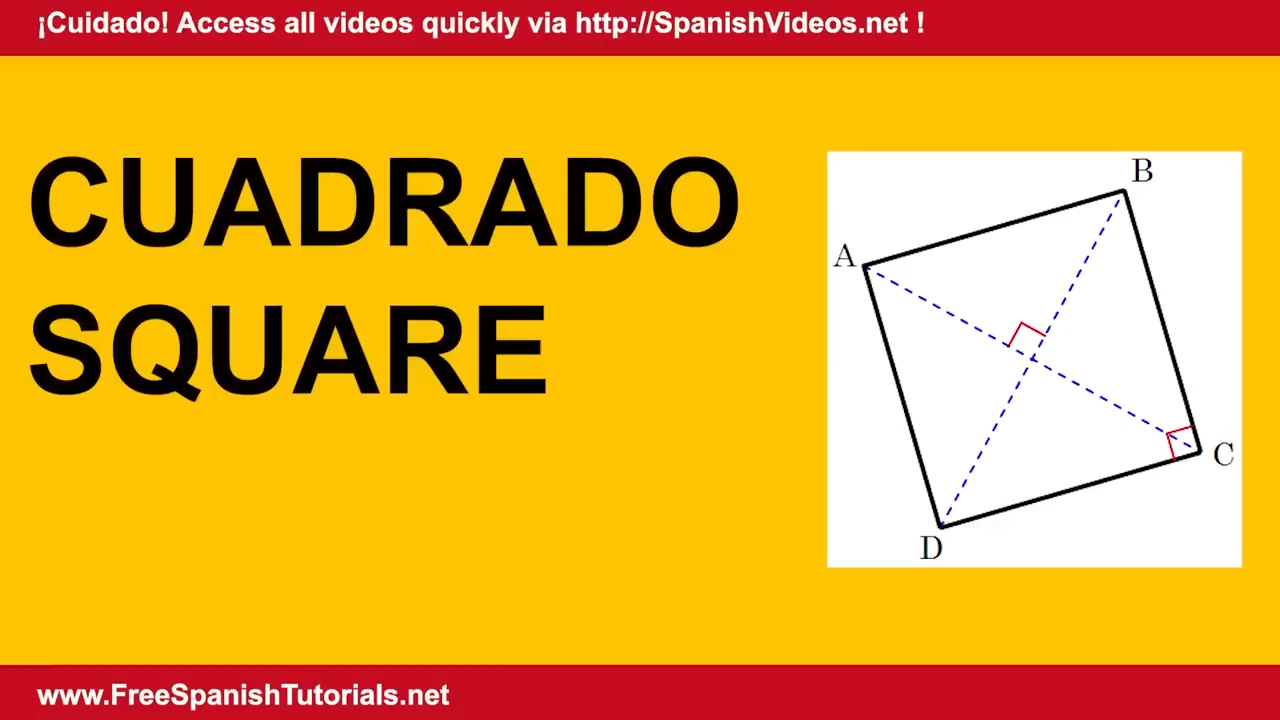 ¡Cuidado! Access all videos quickly via http://SpanishVideos.net !
CUADRADO
SQUARE
B
A
C
D
www.FreeSpanishTutorials.net